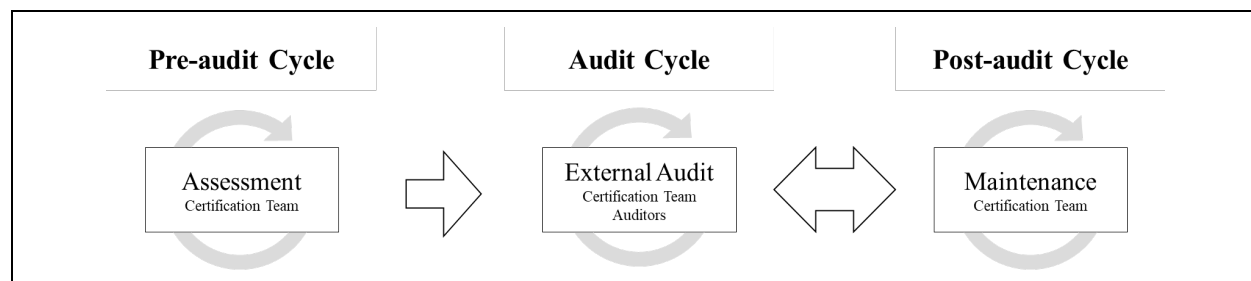 Pre-audit Cycle
Audit Cycle
Post-audit Cycle
Assessment
Certification Team
External Audit
Certification Team
Auditors
Maintenance
Certification Team